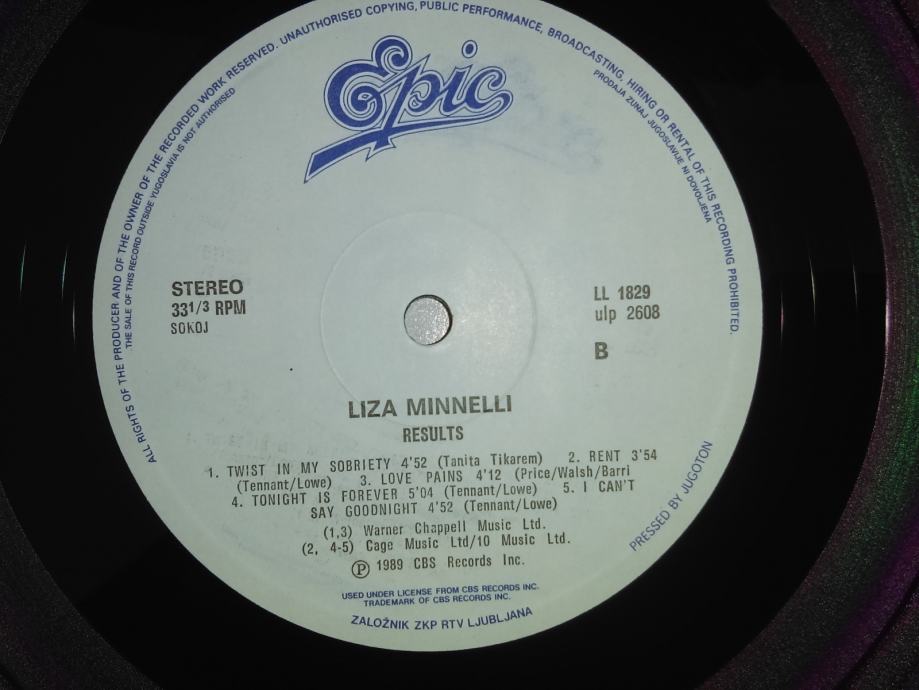 ALL RIGHTS OF THE PRODUCER AND OF THE OWNER OF THE RECORDED WORK RESERVED. UNAUTHORISED COPYING, PUBLIC PERFORMANCE, BROADCASTING, HIRING OR RENTAL OF THIS RECORDING PROHIBITED.
THE SALE OF THIS RECORD OUTSIDE YUGOSLAVIA IS NOT AUTHORISED
PRODAJA ZUNAJ JUGOSLAVIJE NI DOVOLJENA
Epic
STEREO
33 1/3 RPM
SOKOJ
LL 1829
ulp 2608
B
LIZA MINNELLI
RESULTS
1. TWIST IN MY SOBRIETY 4'52 (Tanita Tikarem) 2. RENT 3'54
(Tennant/Lowe) 3. LOVE PAINS 4'12 (Price/Walsh/Barri
4. TONIGHT IS FOREVER 5'04 (Tennant/Lowe) 5. I CAN'T
SAY GOODNIGHT 4'52 (Tennant/Lowe)
(1,3) Warner Chappell Music Ltd.
(2, 4-5) Cage Music Ltd/10 Music Ltd.
Ⓟ 1989 CBS Records Inc.
USED UNDER LICENSE FROM CBS RECORDS INC.
TRADEMARK OF CBS RECORDS INC.
ZALOŽNIK ZKP RTV LJUBLJANA
PRESSED BY JUGOTON